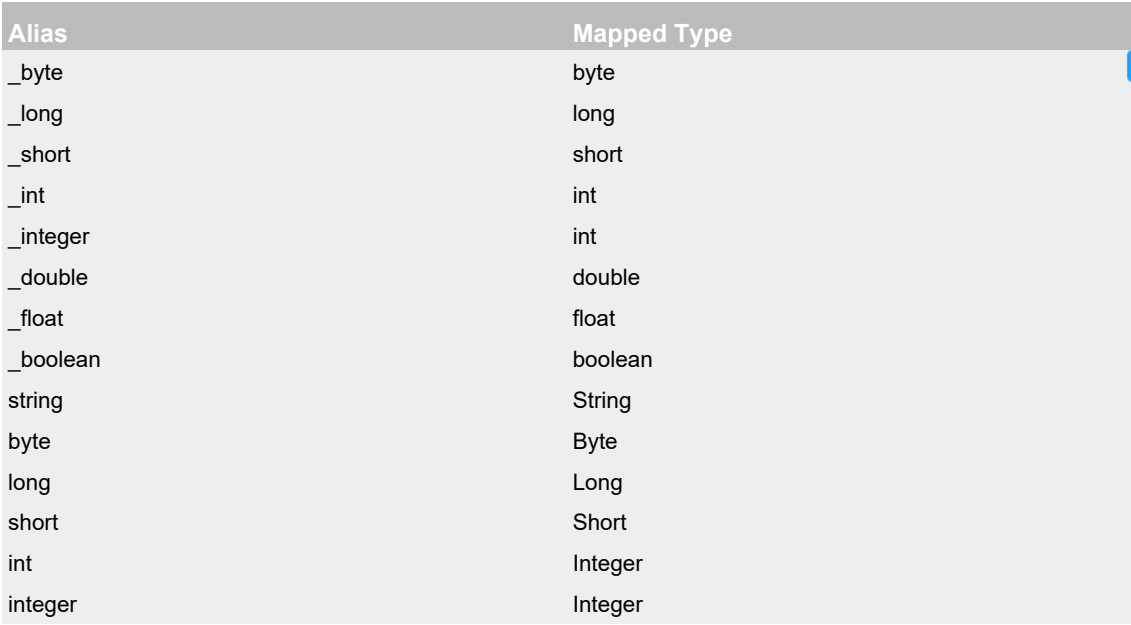 Alias Mapped Type
_byte byte
_long long
_short short
_int int
_integer int
_double double
_float float
_boolean boolean
string String
byte Byte
long Long
short Short
int Integer
integer Integer